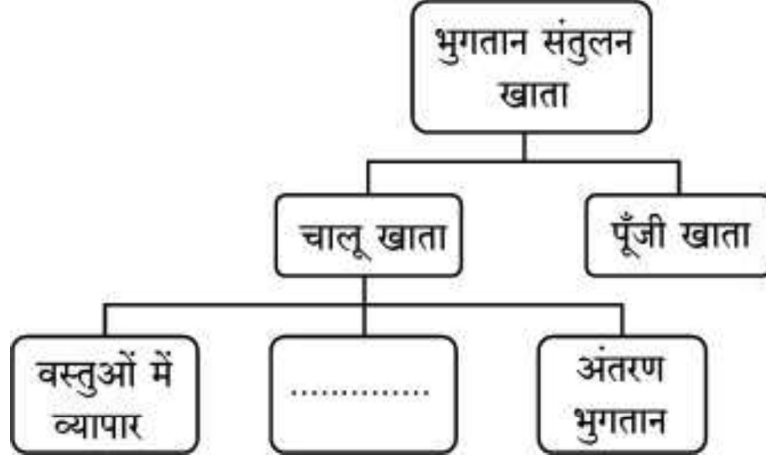 भुगतान संतुलन
खाता
चालू खाता
पूँजी खाता
वस्तुओं में
व्यापार
..............
अंतरण
भुगतान